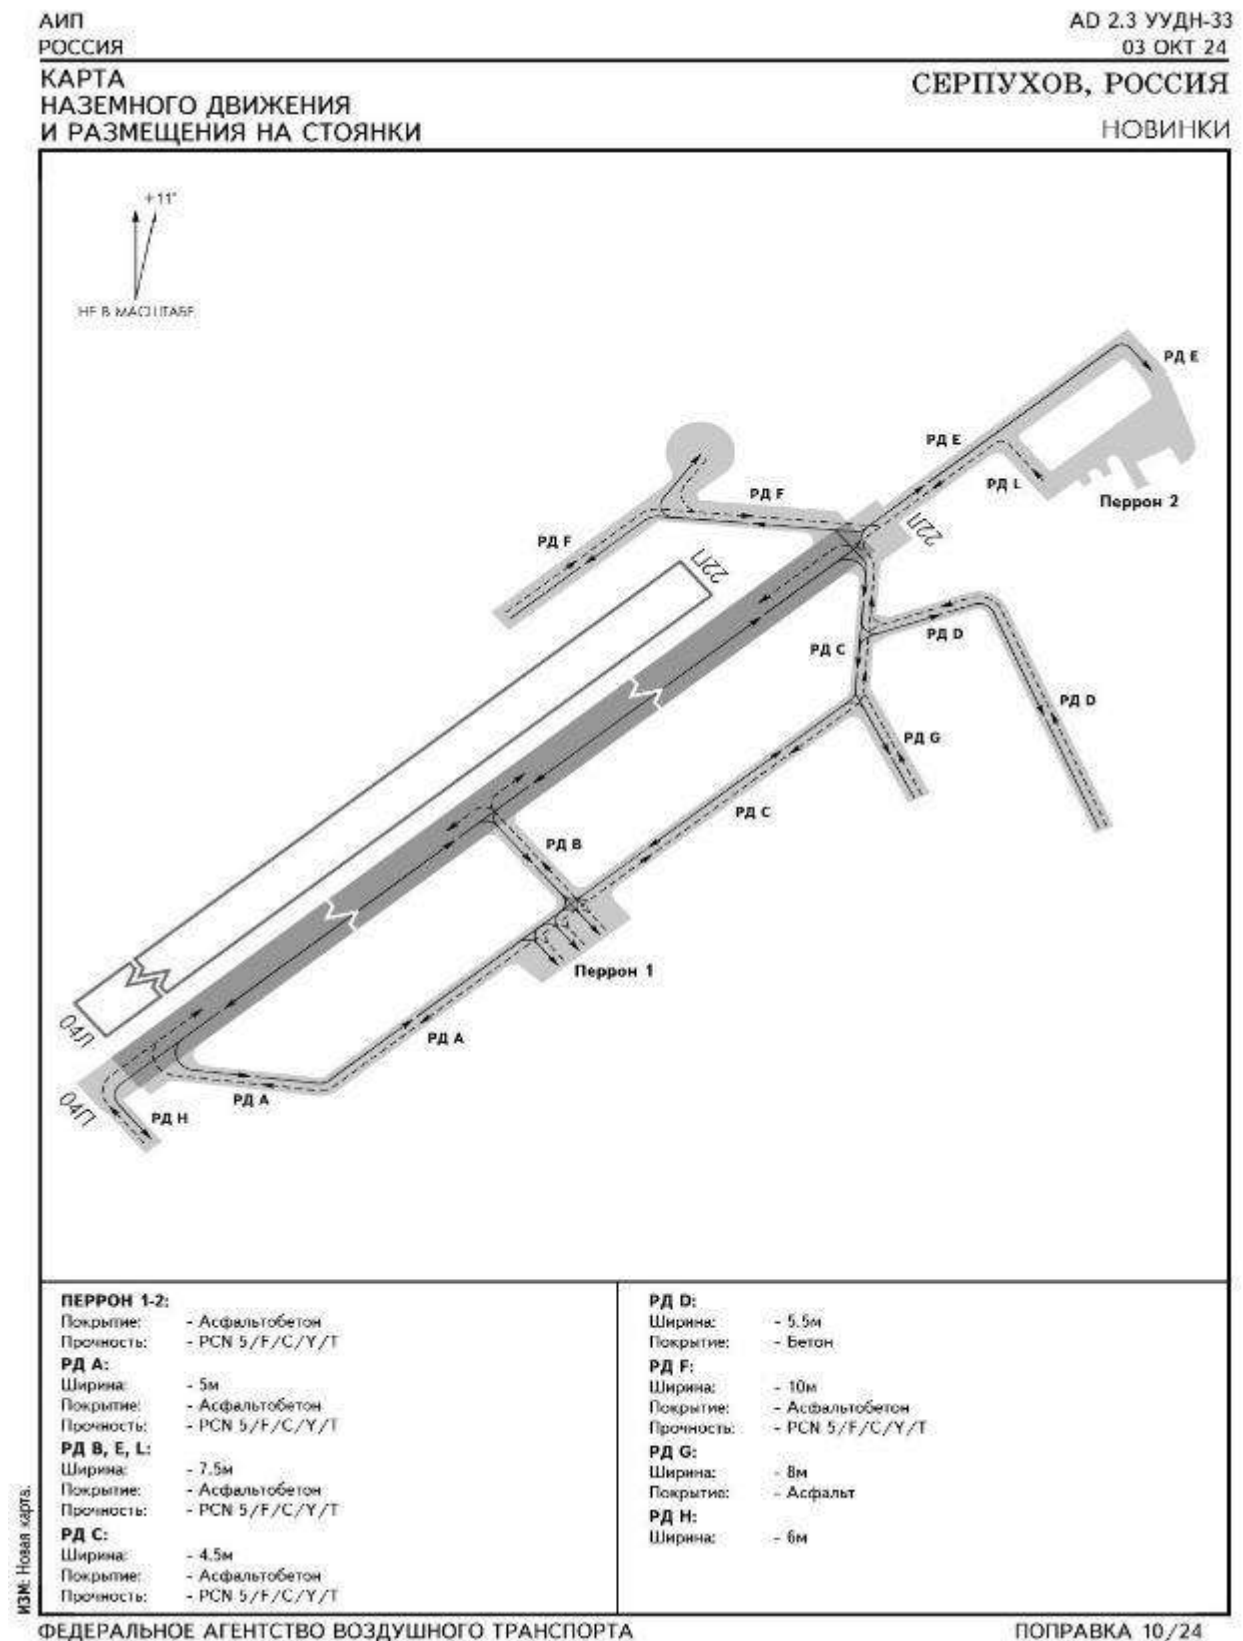 АИП
РОССИЯ
AD 2.3 УУДН-33
03 ОКТ 24
КАРТА
НАЗЕМНОГО ДВИЖЕНИЯ
И РАЗМЕЩЕНИЯ НА СТОЯНКИ
СЕРПУХОВ, РОССИЯ
НОВИНКИ
+11°
НЕ В МАСШТАБЕ
РД E
РД E
РД L
Перрон 2
РД F
РД F
22П
22П
РД D
РД C
РД D
РД G
РД C
РД B
Перрон 1
04Л
РД A
РД A
04П
РД H
ПЕРРОН 1-2:
Покрытие: - Асфальтобетон
Прочность: - PCN 5/F/C/Y/T
РД A:
Ширина: - 5м
Покрытие: - Асфальтобетон
Прочность: - PCN 5/F/C/Y/T
РД B, E, L:
Ширина: - 7.5м
Покрытие: - Асфальтобетон
Прочность: - PCN 5/F/C/Y/T
РД C:
Ширина: - 4.5м
Покрытие: - Асфальтобетон
Прочность: - PCN 5/F/C/Y/T
РД D:
Ширина: - 5.5м
Покрытие: - Бетон
РД F:
Ширина: - 10м
Покрытие: - Асфальтобетон
Прочность: - PCN 5/F/C/Y/T
РД G:
Ширина: - 8м
Покрытие: - Асфальт
РД H:
Ширина: - 6м
ИЗМ: Новая карта.
ФЕДЕРАЛЬНОЕ АГЕНТСТВО ВОЗДУШНОГО ТРАНСПОРТА
ПОПРАВКА 10/24